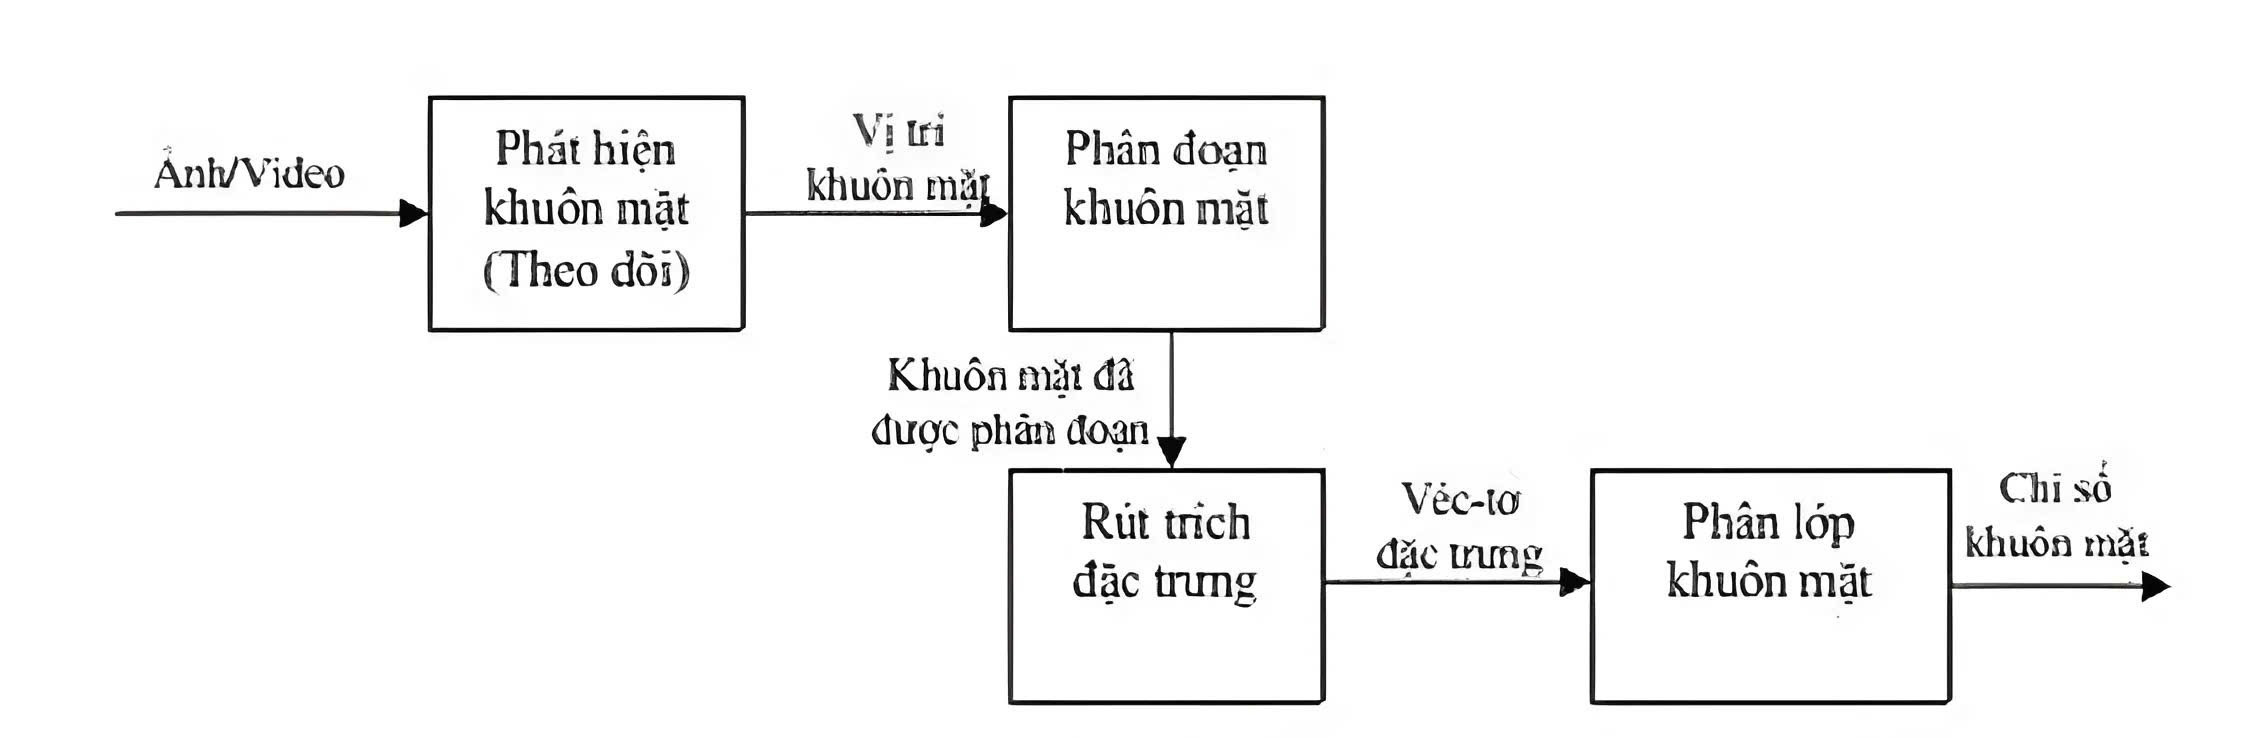 Ảnh/Video
Phát hiện
khuôn mặt
(Theo dõi)
Vị trí
khuôn mặt
Phân đoạn
khuôn mặt
Khuôn mặt đã
được phân đoạn
Rút trích
đặc trưng
Véc-tơ
đặc trưng
Phân lớp
khuôn mặt
Chỉ số
khuôn mặt